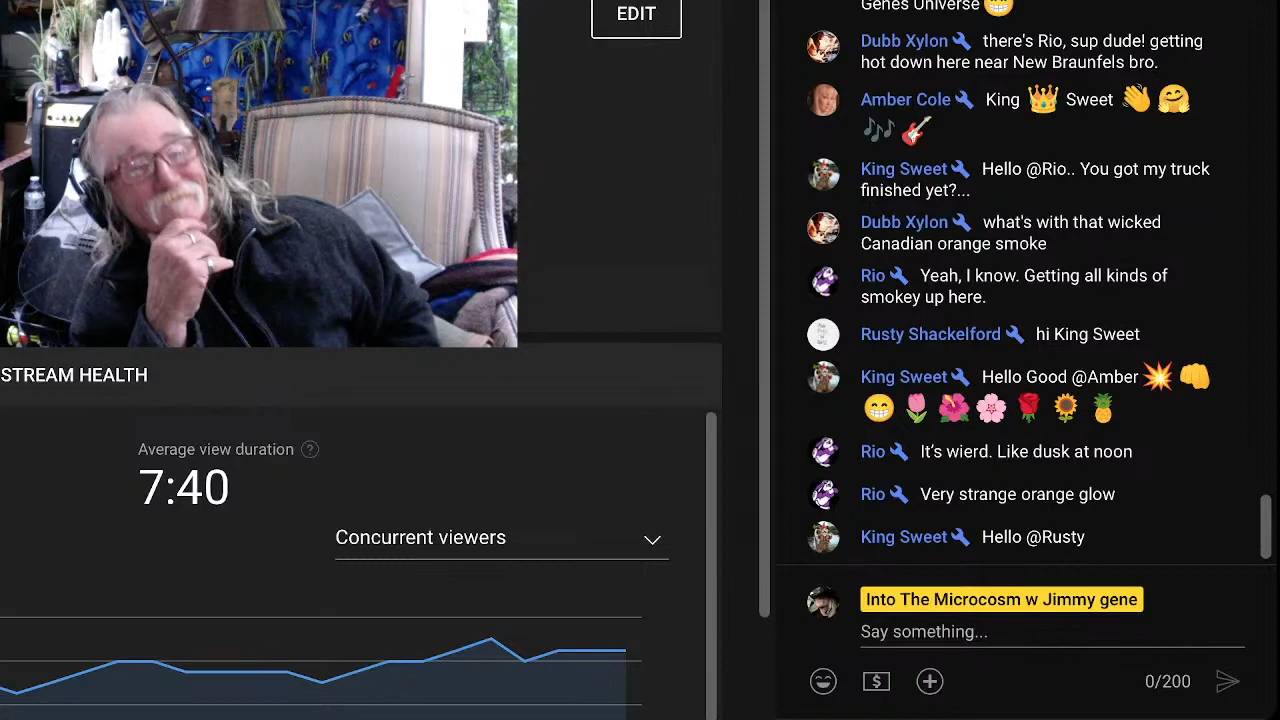 EDIT
STREAM HEALTH
Average view duration ?
7:40
Concurrent viewers
Genes Universe
Dubb Xylon there's Rio, sup dude! getting
hot down here near New Braunfels bro.
Amber Cole King 👑 Sweet 👋 🤗
🎶 🎸
King Sweet Hello @Rio.. You got my truck
finished yet?...
Dubb Xylon what's with that wicked
Canadian orange smoke
Rio Yeah, I know. Getting all kinds of
smokey up here.
Rusty Shackelford hi King Sweet
King Sweet Hello Good @Amber 💥 👊
😁 🌷 🌺 🌸 🌹 🌻 🍍
Rio It’s wierd. Like dusk at noon
Rio Very strange orange glow
King Sweet Hello @Rusty
Into The Microcosm w Jimmy gene
Say something...
$ 0/200